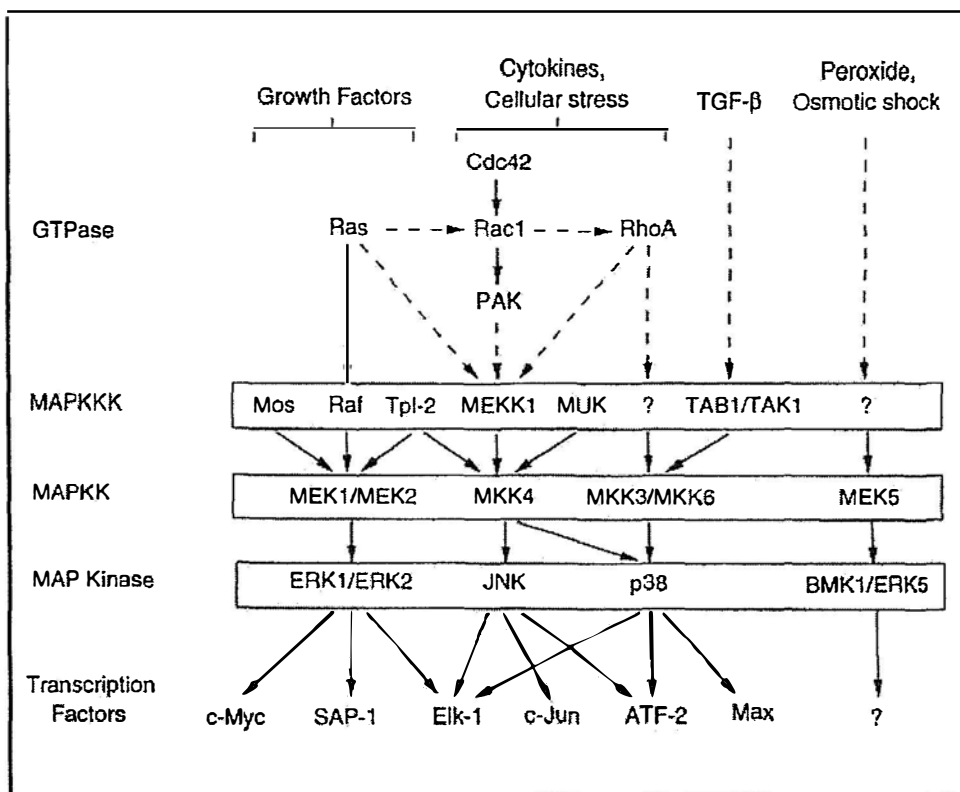 Growth Factors
Cytokines,
Cellular stress
TGF-β
Peroxide,
Osmotic shock
Cdc42
GTPase
Ras
Rac1
RhoA
PAK
MAPKKK
Mos Raf Tpl-2 MEKK1 MUK ? TAB1/TAK1 ?
MAPKK
MEK1/MEK2 MKK4 MKK3/MKK6 MEK5
MAP Kinase
ERK1/ERK2 JNK p38 BMK1/ERK5
Transcription
Factors
c-Myc SAP-1 Elk-1 c-Jun ATF-2 Max ?